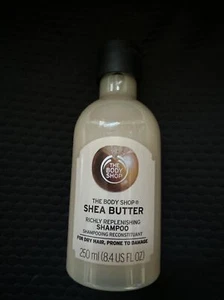 THE
BODY
SHOP
THE BODY SHOP®
SHEA BUTTER
RICHLY REPLENISHING
SHAMPOO
SHAMPOOING RECONSTITUANT
FOR DRY HAIR, PRONE TO DAMAGE
250 ml (8.4 US FL OZ)